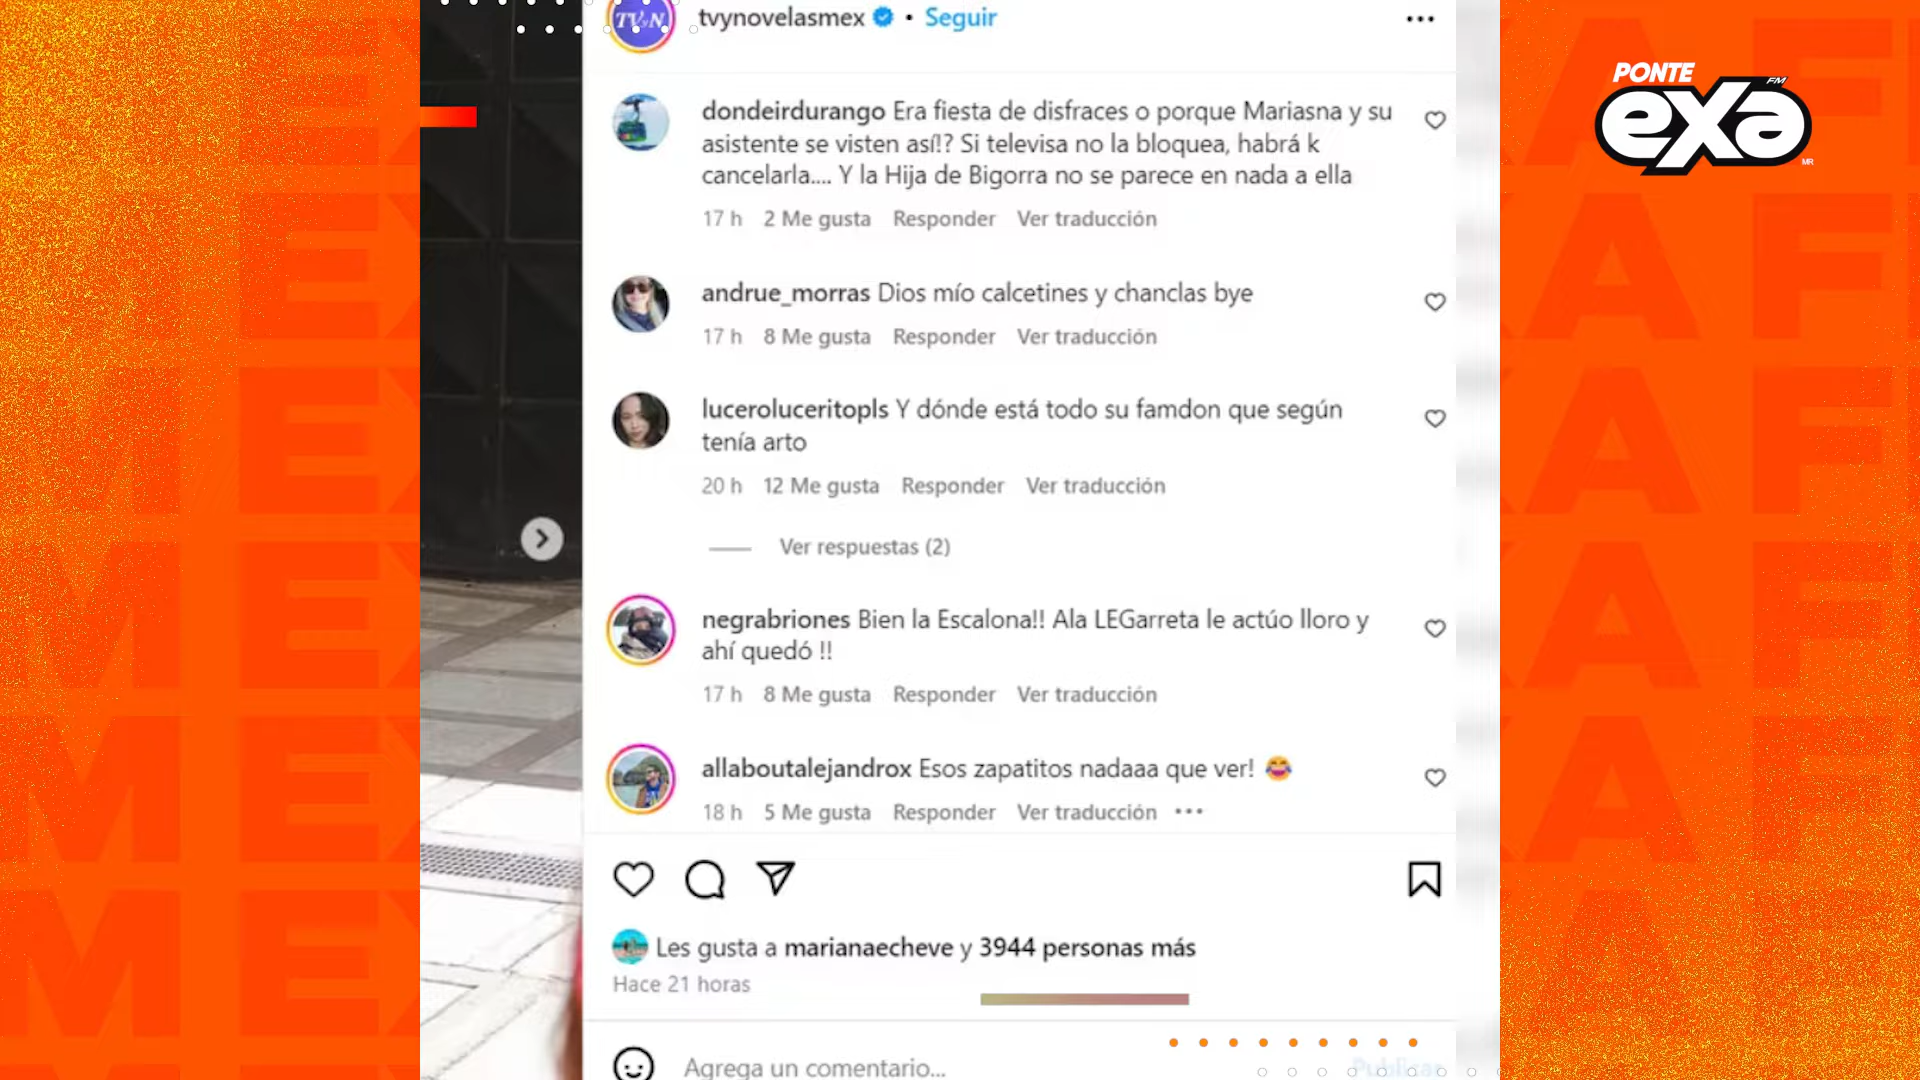 TVyN
tvynovelasmex • Seguir
PONTE
exa
FM
MR
dondeirdurango Era fiesta de disfraces o porque Mariasna y su
asistente se visten así!? Si televisa no la bloquea, habrá k
cancelarla.... Y la Hija de Bigorra no se parece en nada a ella
17 h 2 Me gusta Responder Ver traducción
andrue_morras Dios mío calcetines y chanclas bye
17 h 8 Me gusta Responder Ver traducción
luceroluceritopls Y dónde está todo su famdon que según
tenía arto
20 h 12 Me gusta Responder Ver traducción
Ver respuestas (2)
negrabriones Bien la Escalona!! Ala LEGarreta le actúo lloro y
ahí quedó !!
17 h 8 Me gusta Responder Ver traducción
allaboutalejandrox Esos zapatitos nadaaa que ver! 😂
18 h 5 Me gusta Responder Ver traducción •••
Les gusta a marianaecheve y 3944 personas más
Hace 21 horas
Agrega un comentario...
Publicar